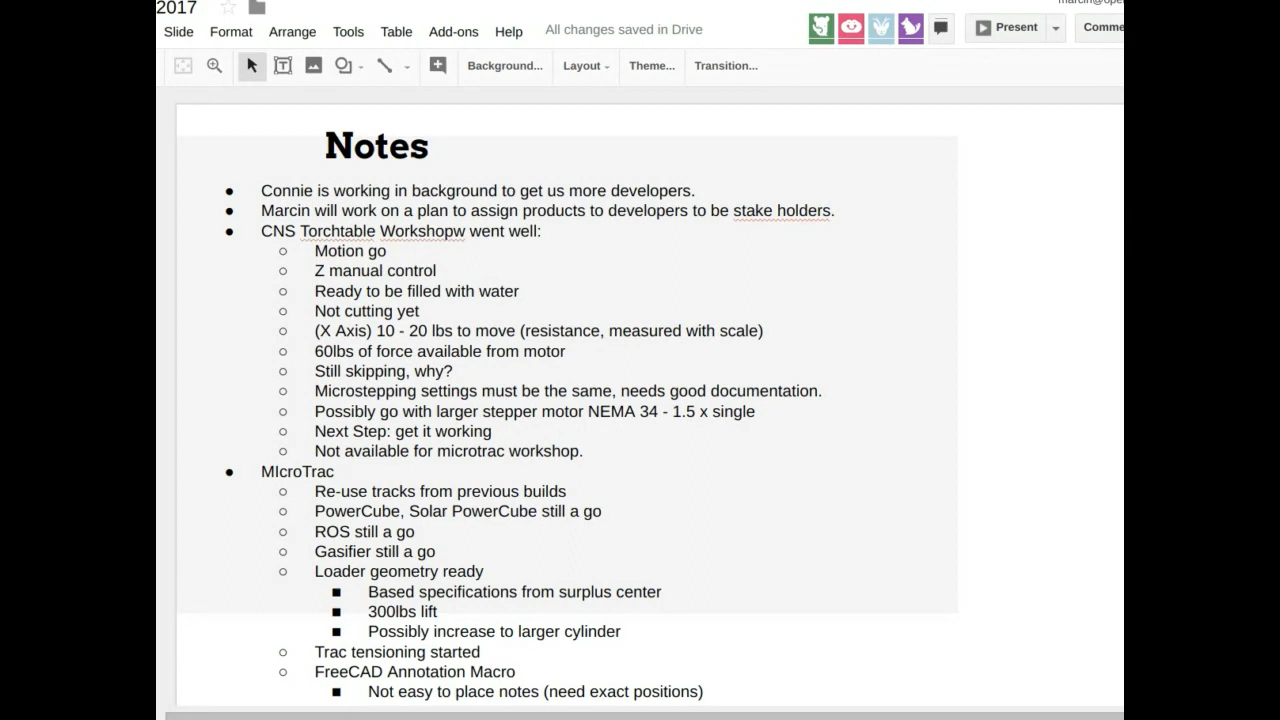 2017
Slide Format Arrange Tools Table Add-ons Help All changes saved in Drive
Present
Background... Layout Theme... Transition...
Notes
● Connie is working in background to get us more developers.
● Marcin will work on a plan to assign products to developers to be stake holders.
● CNS Torchtable Workshopw went well:
○ Motion go
○ Z manual control
○ Ready to be filled with water
○ Not cutting yet
○ (X Axis) 10 - 20 lbs to move (resistance, measured with scale)
○ 60lbs of force available from motor
○ Still skipping, why?
○ Microstepping settings must be the same, needs good documentation.
○ Possibly go with larger stepper motor NEMA 34 - 1.5 x single
○ Next Step: get it working
○ Not available for microtrac workshop.
● MIcroTrac
○ Re-use tracks from previous builds
○ PowerCube, Solar PowerCube still a go
○ ROS still a go
○ Gasifier still a go
○ Loader geometry ready
■ Based specifications from surplus center
■ 300lbs lift
■ Possibly increase to larger cylinder
○ Trac tensioning started
○ FreeCAD Annotation Macro
■ Not easy to place notes (need exact positions)